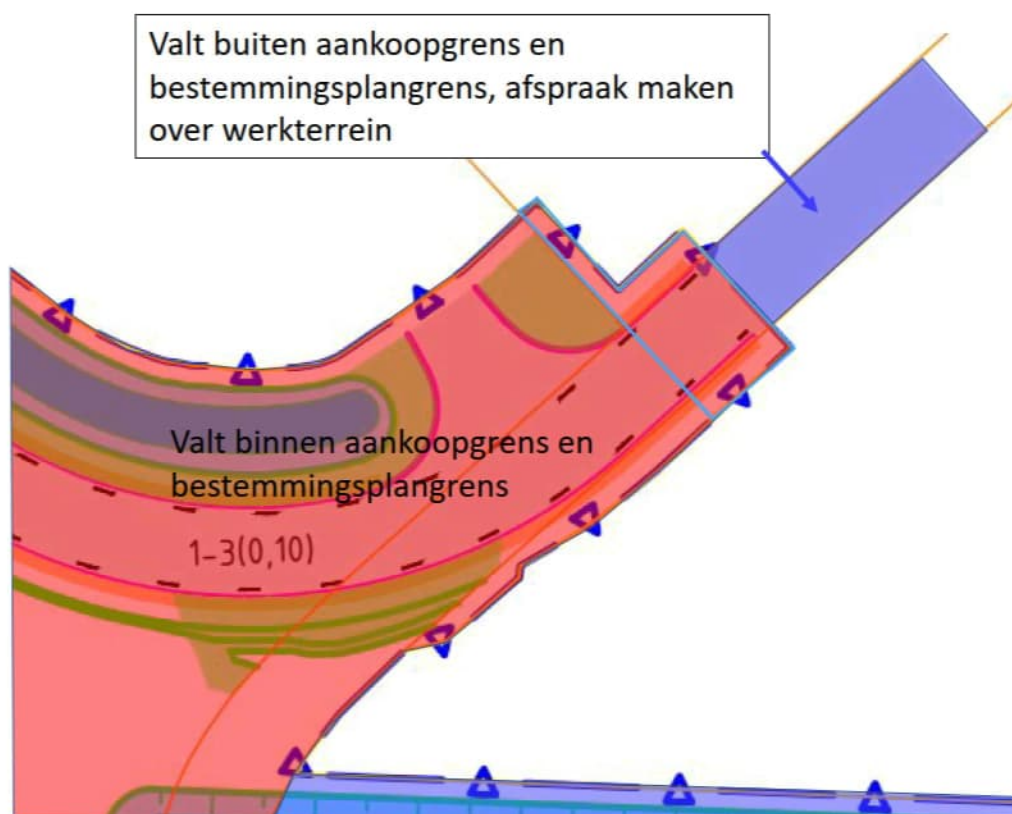 Valt buiten aankoopgrens en
bestemmingsplangrens, afspraak maken
over werkterrein
Valt binnen aankoopgrens en
bestemmingsplangrens
1-3(0,10)